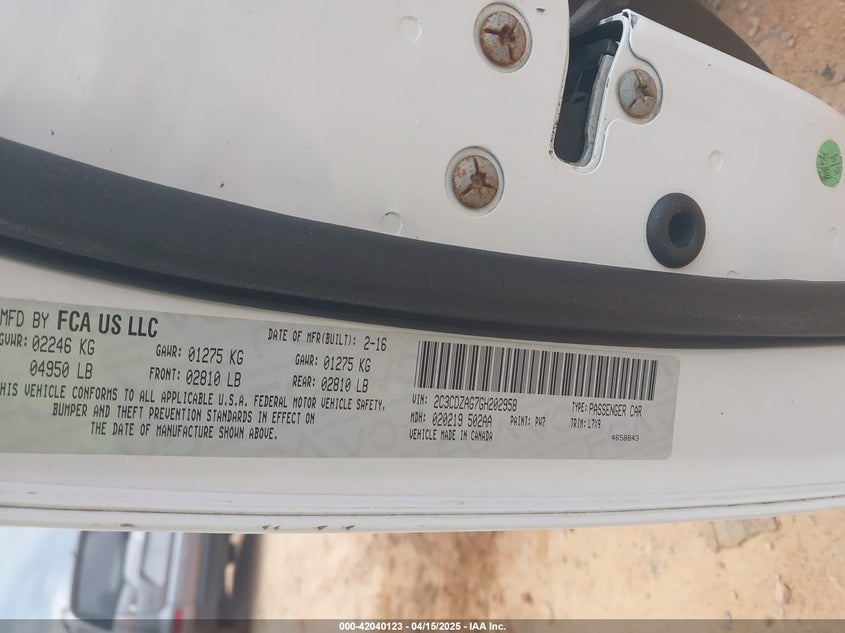 MFD BY FCA US LLC
DATE OF MFR(BUILT): 2-16
GVWR: 02246 KG
04950 LB
GAWR: 01275 KG
FRONT: 02810 LB
GAWR: 01275 KG
REAR: 02810 LB
THIS VEHICLE CONFORMS TO ALL APPLICABLE U.S.A. FEDERAL MOTOR VEHICLE SAFETY,
BUMPER AND THEFT PREVENTION STANDARDS IN EFFECT ON
THE DATE OF MANUFACTURE SHOWN ABOVE.
VIN: 2C3CDZAG7GH202958
TYPE: PASSENGER CAR
MDH: 020219 502AA
PAINT: PW7
TRIM: L7X9
VEHICLE MADE IN CANADA
4658843
000-42040123 - 04/15/2025 - IAA Inc.